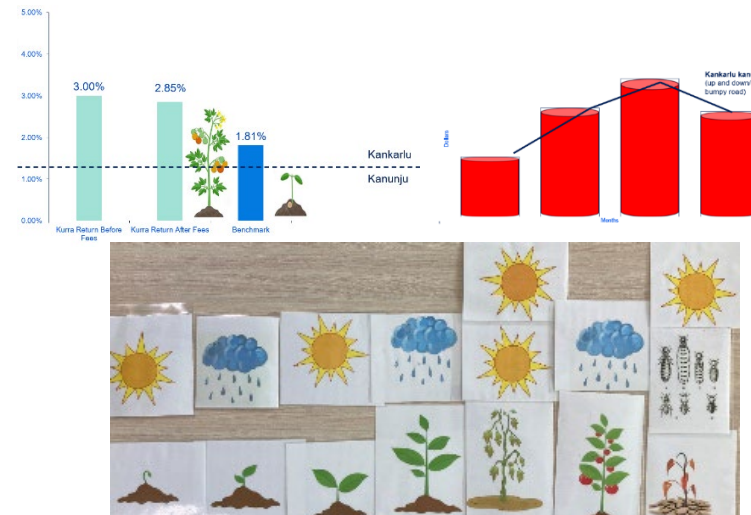 5.00%
4.00%
3.00%
2.00%
1.00%
0.00%
3.00%
2.85%
1.81%
Kankarlu
Kanunju
Kurra Return Before
Fees
Kurra Return After Fees
Benchmark
Dollars
Months
Kankarlu kan
(up and down/
bumpy road)